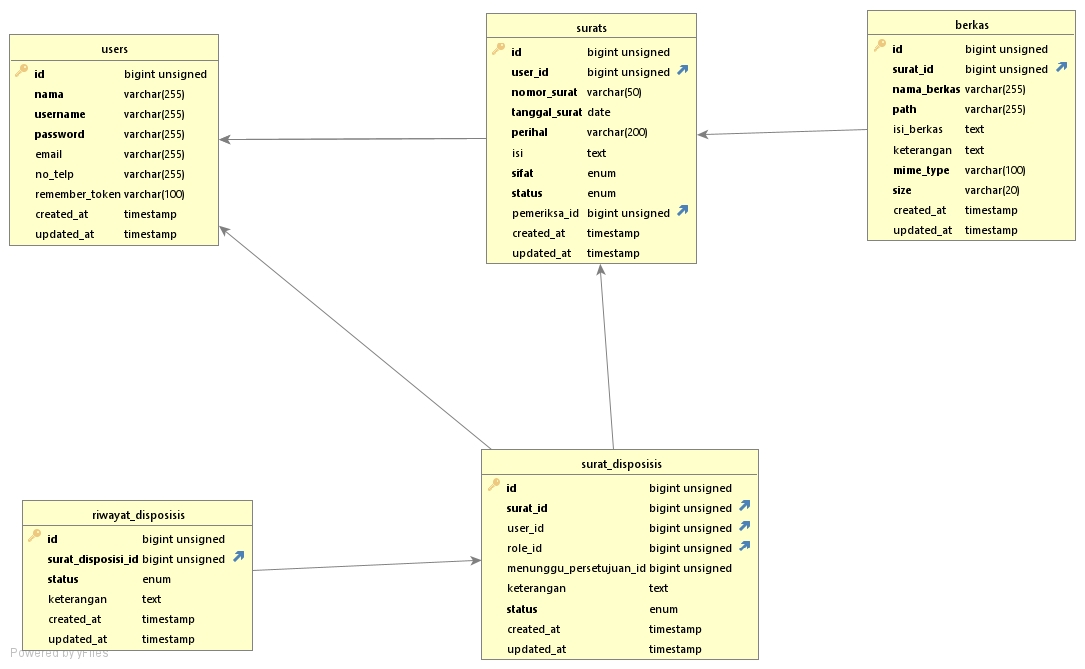 users
id bigint unsigned
nama varchar(255)
username varchar(255)
password varchar(255)
email varchar(255)
no_telp varchar(255)
remember_token varchar(100)
created_at timestamp
updated_at timestamp
surats
id bigint unsigned
user_id bigint unsigned
nomor_surat varchar(50)
tanggal_surat date
perihal varchar(200)
isi text
sifat enum
status enum
pemeriksa_id bigint unsigned
created_at timestamp
updated_at timestamp
berkas
id bigint unsigned
surat_id bigint unsigned
nama_berkas varchar(255)
path varchar(255)
isi_berkas text
keterangan text
mime_type varchar(100)
size varchar(20)
created_at timestamp
updated_at timestamp
riwayat_disposisis
id bigint unsigned
surat_disposisi_id bigint unsigned
status enum
keterangan text
created_at timestamp
updated_at timestamp
surat_disposisis
id bigint unsigned
surat_id bigint unsigned
user_id bigint unsigned
role_id bigint unsigned
menunggu_persetujuan_id bigint unsigned
keterangan text
status enum
created_at timestamp
updated_at timestamp
Powered by yFiles